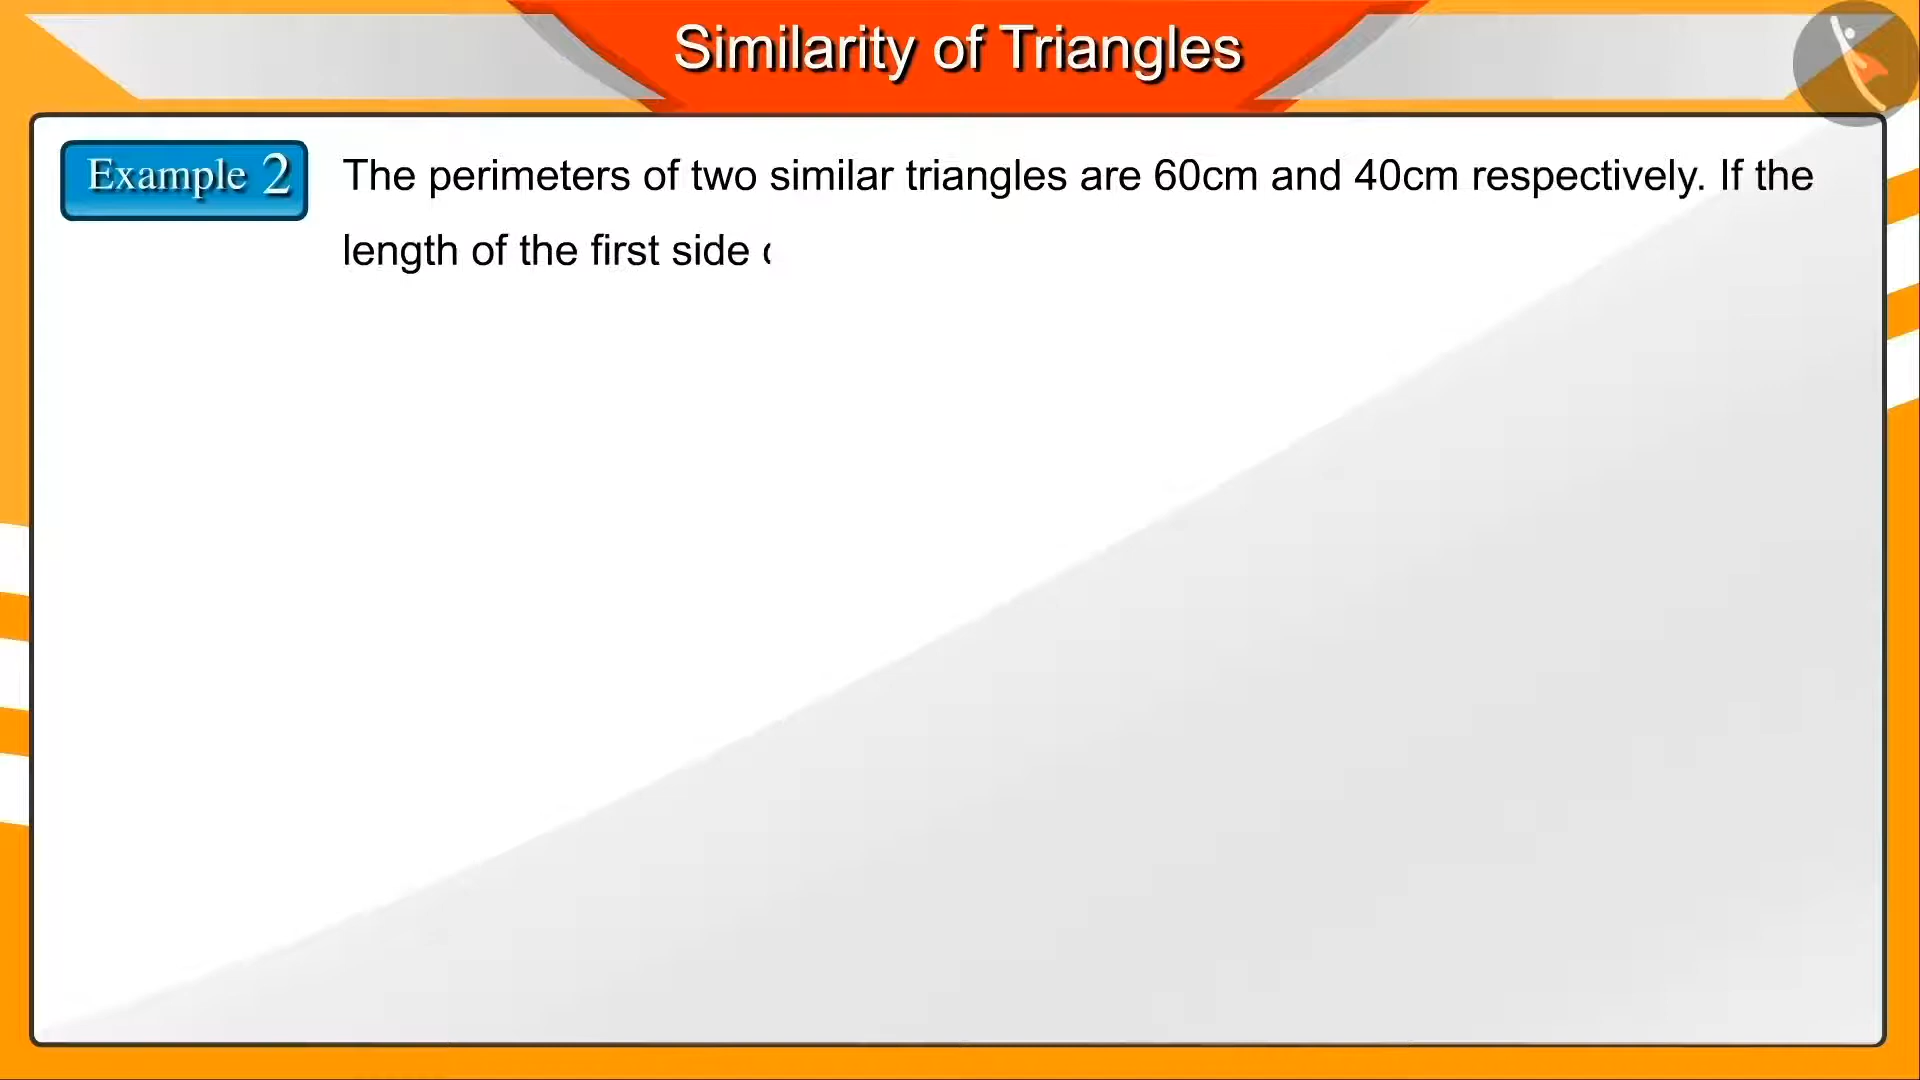 Similarity of Triangles
Example 2
The perimeters of two similar triangles are 60cm and 40cm respectively. If the
length of the first side